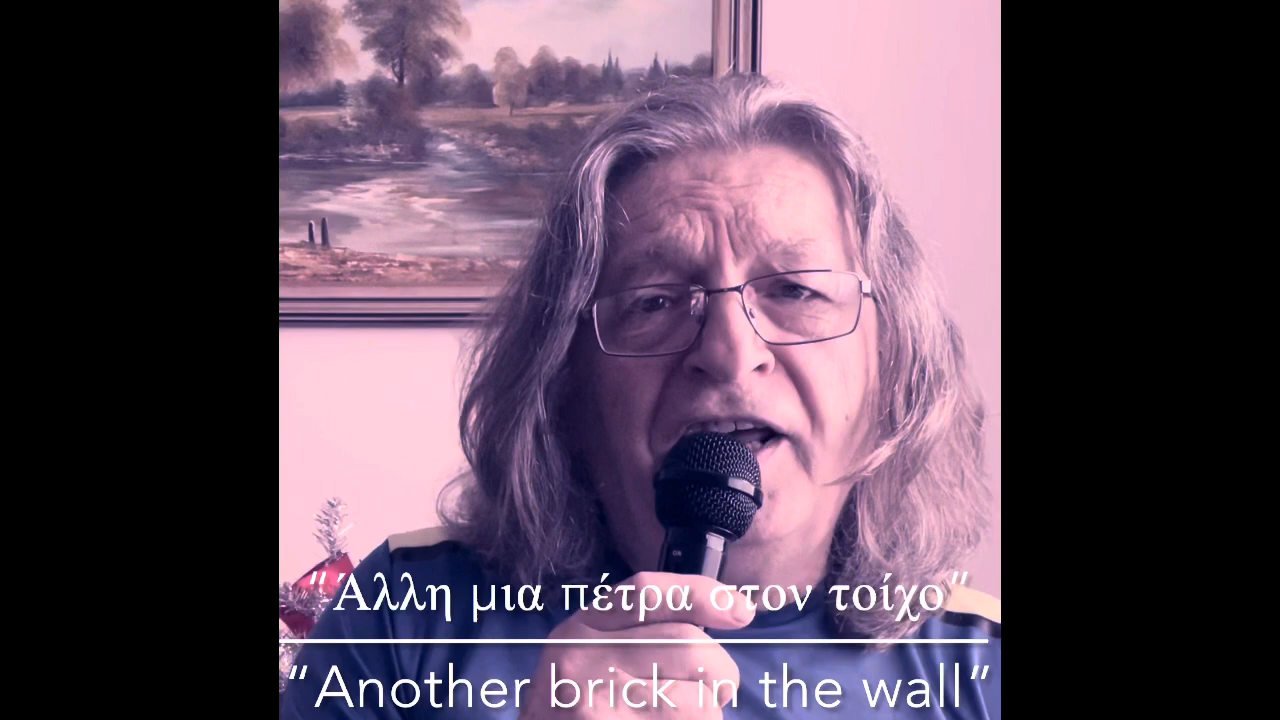 "Άλλη μια πέτρα στον τοίχο"
“Another brick in the wall”